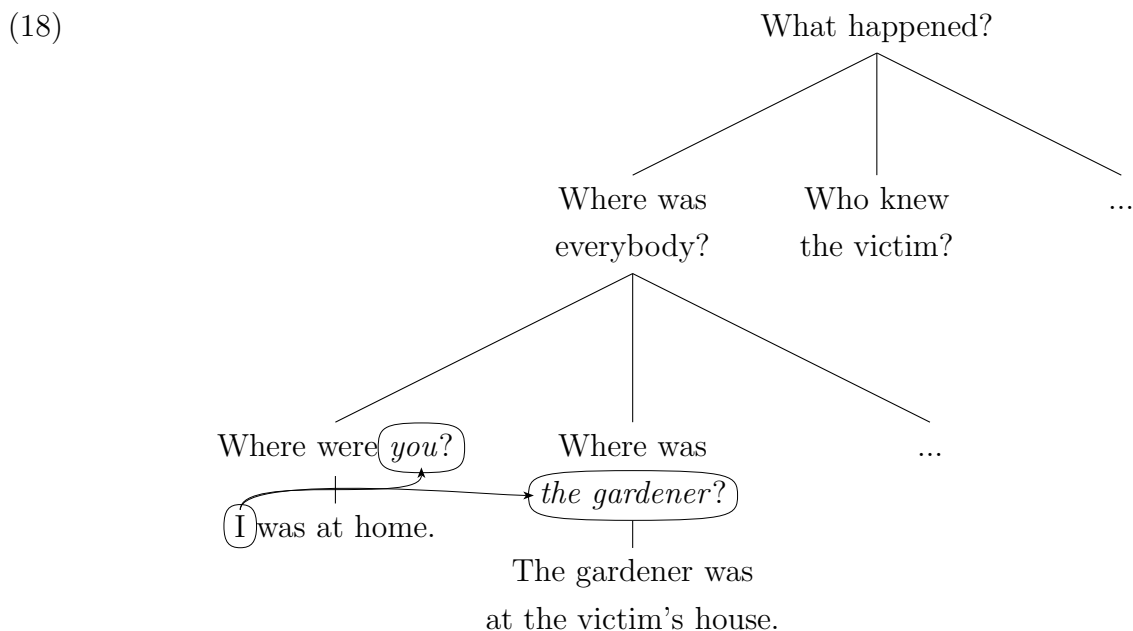 (18)
What happened?
Where was
everybody?
Who knew
the victim?
...
Where were you?
I was at home.
Where was
the gardener?
The gardener was
at the victim's house.
...